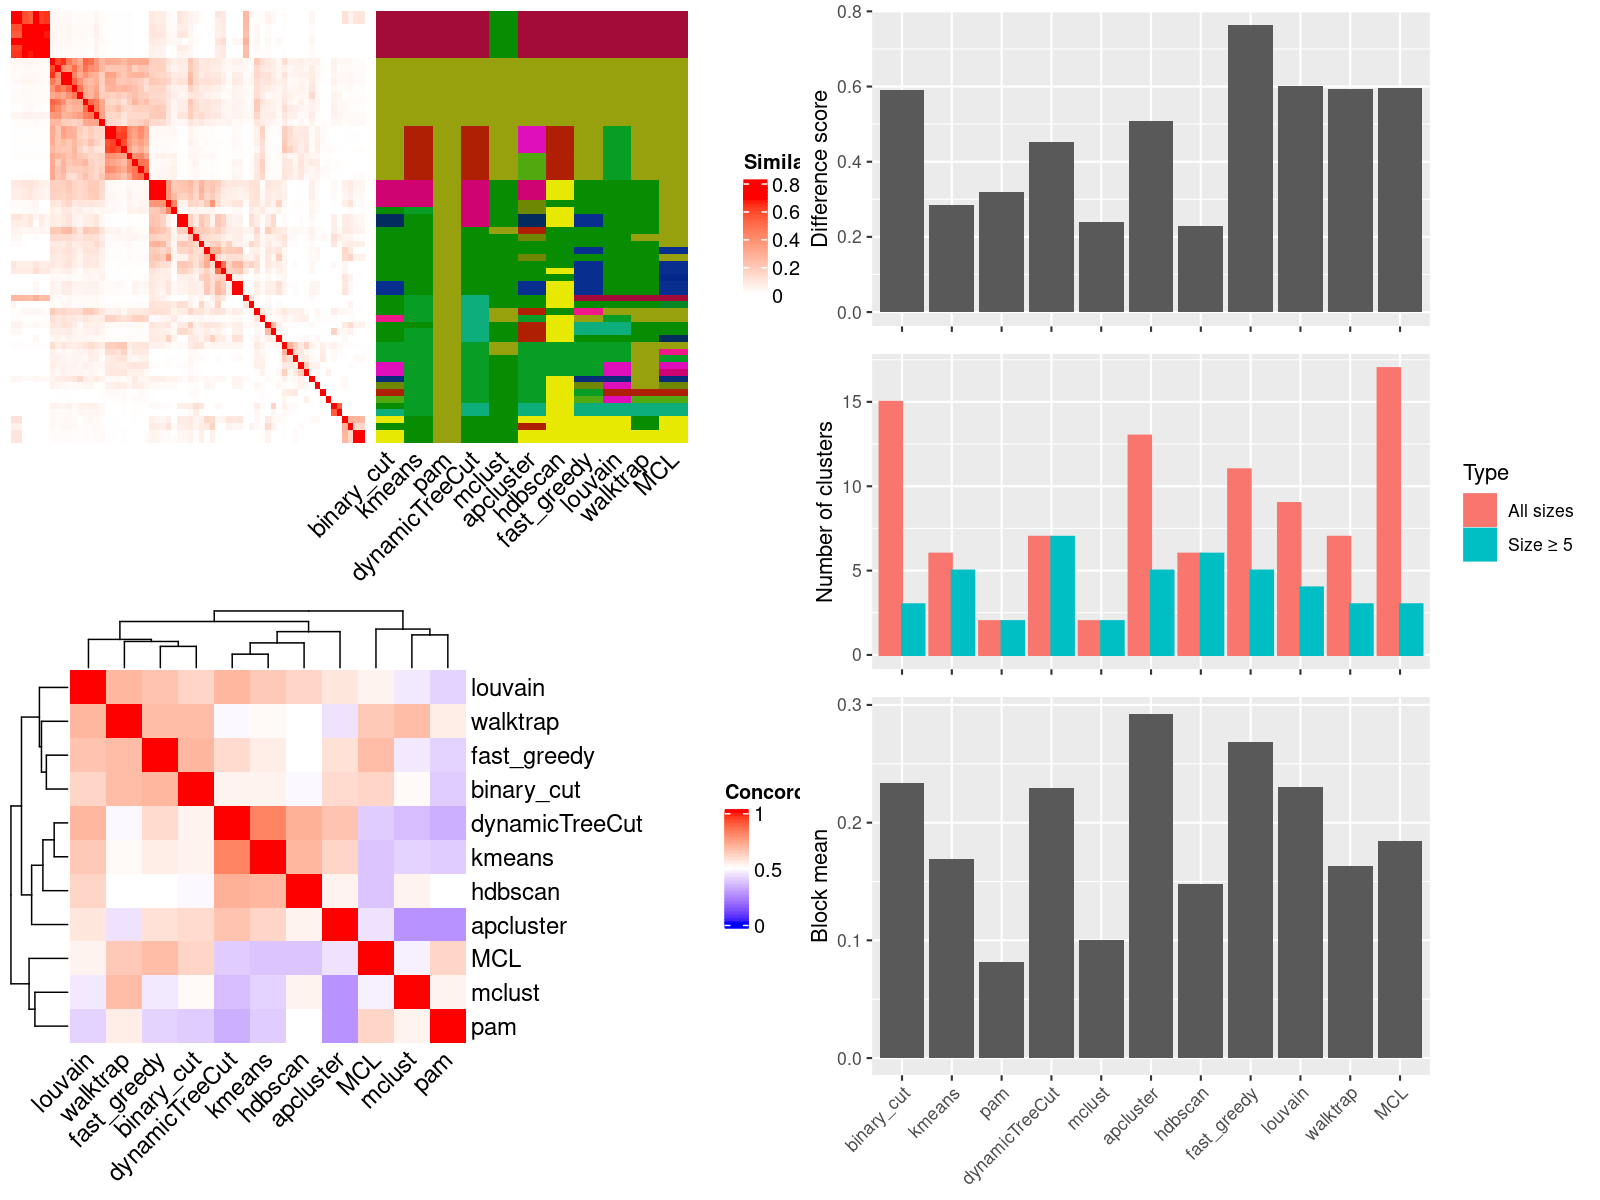 Simila
0.8
0.6
0.4
0.2
0
binary_cut
kmeans
pam
dynamicTreeCut
mclust
apcluster
hdbscan
fast_greedy
louvain
walktrap
MCL
louvain
walktrap
fast_greedy
binary_cut
dynamicTreeCut
kmeans
hdbscan
apcluster
MCL
mclust
pam
louvain
walktrap
fast_greedy
binary_cut
dynamicTreeCut
kmeans
hdbscan
apcluster
MCL
mclust
pam
Concord
1
0.5
0
Difference score
0.8
0.6
0.4
0.2
0.0
Number of clusters
15
10
5
0
Type
All sizes
Size ≥ 5
Block mean
0.3
0.2
0.1
0.0
binary_cut
kmeans
pam
dynamicTreeCut
mclust
apcluster
hdbscan
fast_greedy
louvain
walktrap
MCL